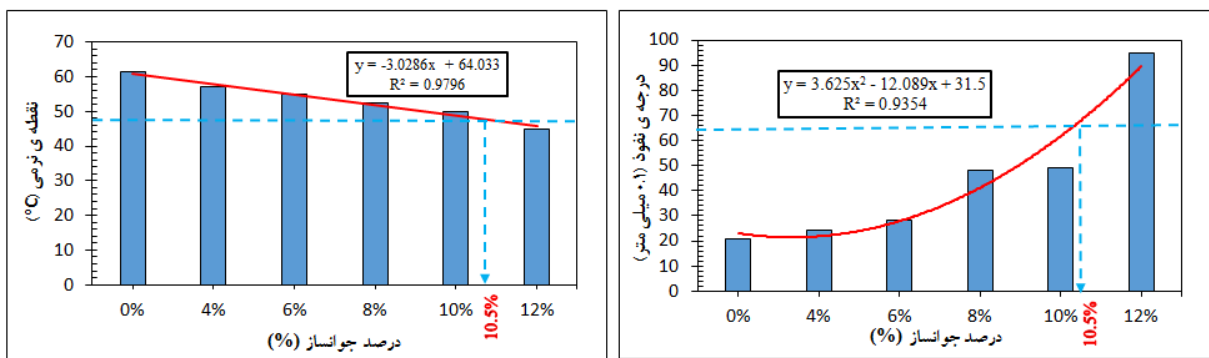 نقطه ی نرمی (°C)
70
60
50
40
30
20
10
0
y = -3.0286x + 64.033
R² = 0.9796
0% 4% 6% 8% 10% 12%
10.5%
درصد جوانساز (%)
درجه ی نفوذ (۰.۱ میلی متر)
100
90
80
70
60
50
40
30
20
10
0
y = 3.625x² - 12.089x + 31.5
R² = 0.9354
0% 4% 6% 8% 10% 12%
10.5%
درصد جوانساز (%)